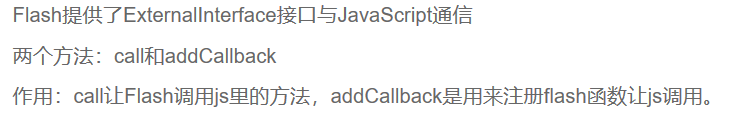 Flash提供了ExternalInterface接口与JavaScript通信
两个方法：call和addCallback
作用：call让Flash调用js里的方法，addCallback是用来注册flash函数让js调用。